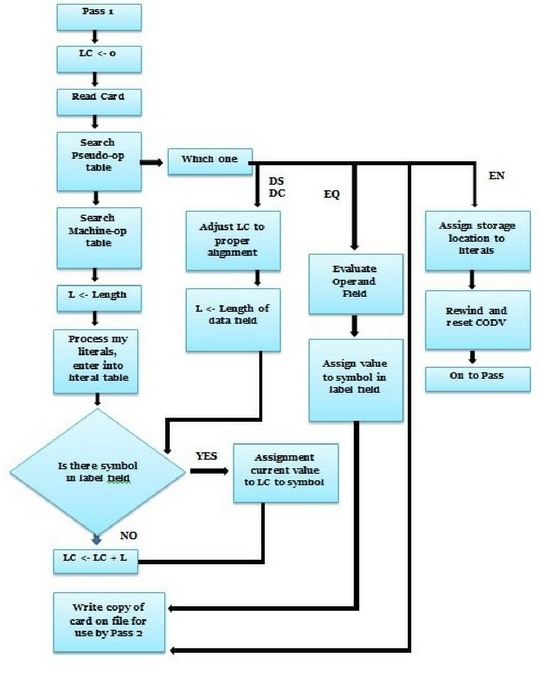 Pass 1
LC <- 0
Read Card
Search
Pseudo-op
table
Which one
DS
DC
EQ
EN
Search
Machine-op
table
Adjust LC to
proper
alignment
Assign storage
location to
literals
Evaluate
Operand
Field
L <- Length
L <- Length of
data field
Rewind and
reset CODV
Process my
literals,
enter into
literal table
Assign value
to symbol in
label field
On to Pass
Is there symbol
in label field
YES
Assignment
current value
to LC to symbol
NO
LC <- LC + L
Write copy of
card on file for
use by Pass 2